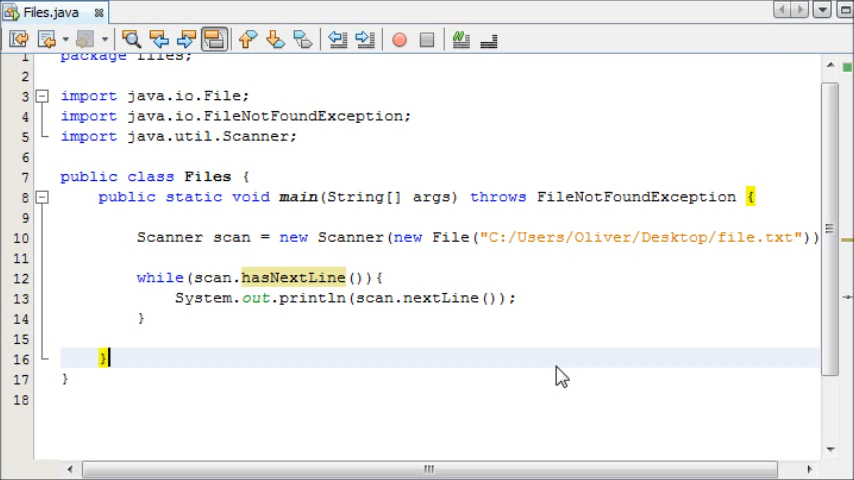 Files.java
1 package files;
2
3 import java.io.File;
4 import java.io.FileNotFoundException;
5 import java.util.Scanner;
6
7 public class Files {
8 public static void main(String[] args) throws FileNotFoundException {
9
10 Scanner scan = new Scanner(new File("C:/Users/Oliver/Desktop/file.txt"))
11
12 while(scan.hasNextLine()){
13 System.out.println(scan.nextLine());
14 }
15
16 }
17 }
18